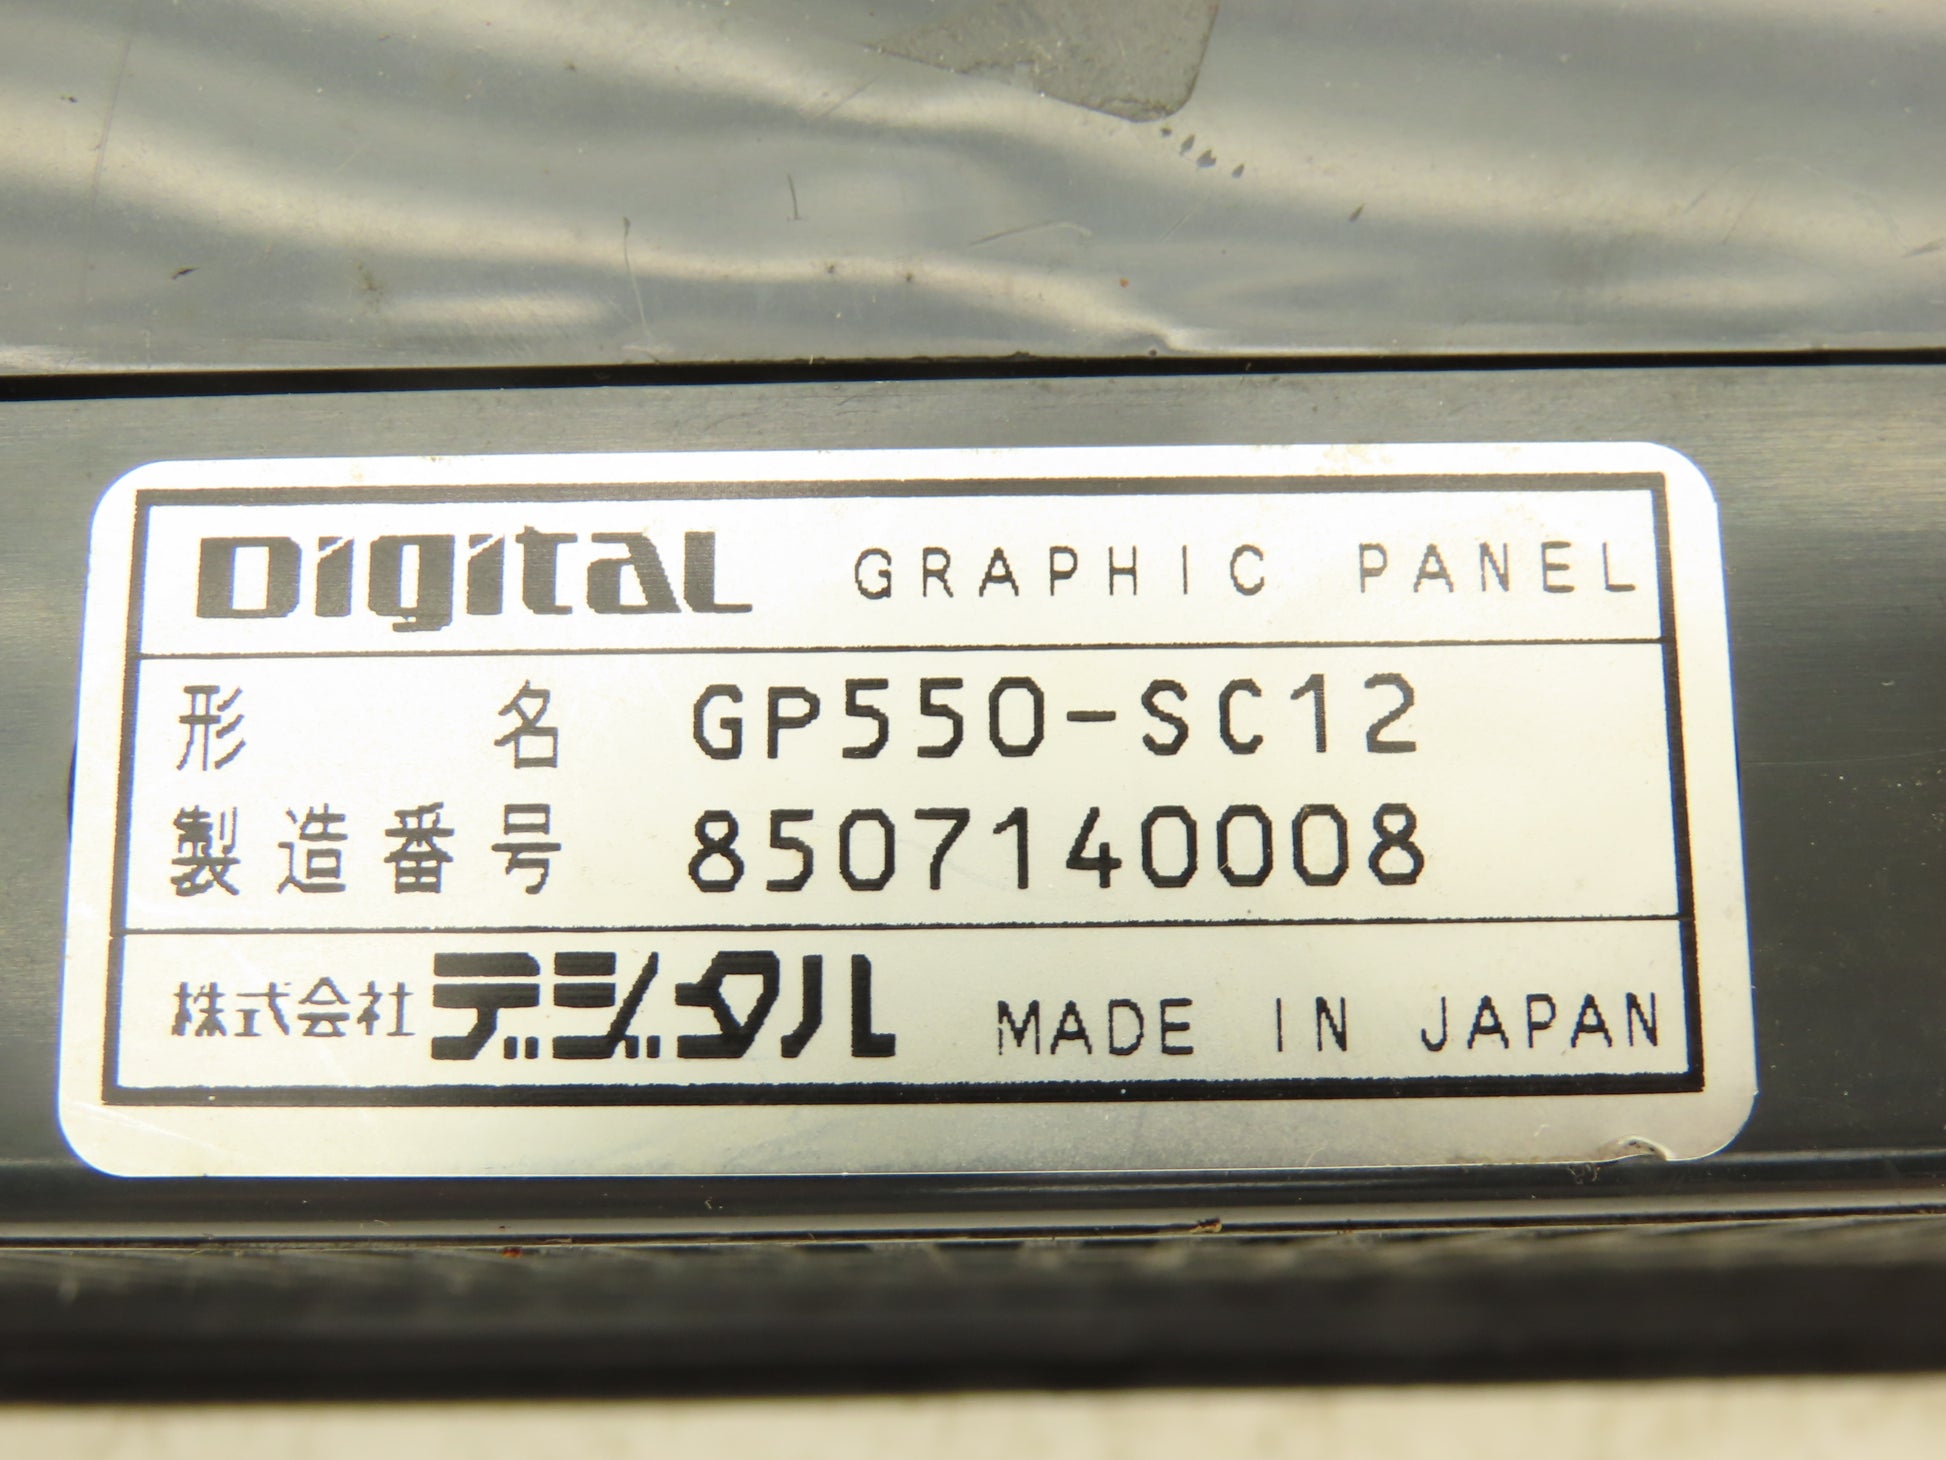 Digital GRAPHIC PANEL
形名 GP550-SC12
製造番号 8507140008
株式会社デジタル MADE IN JAPAN